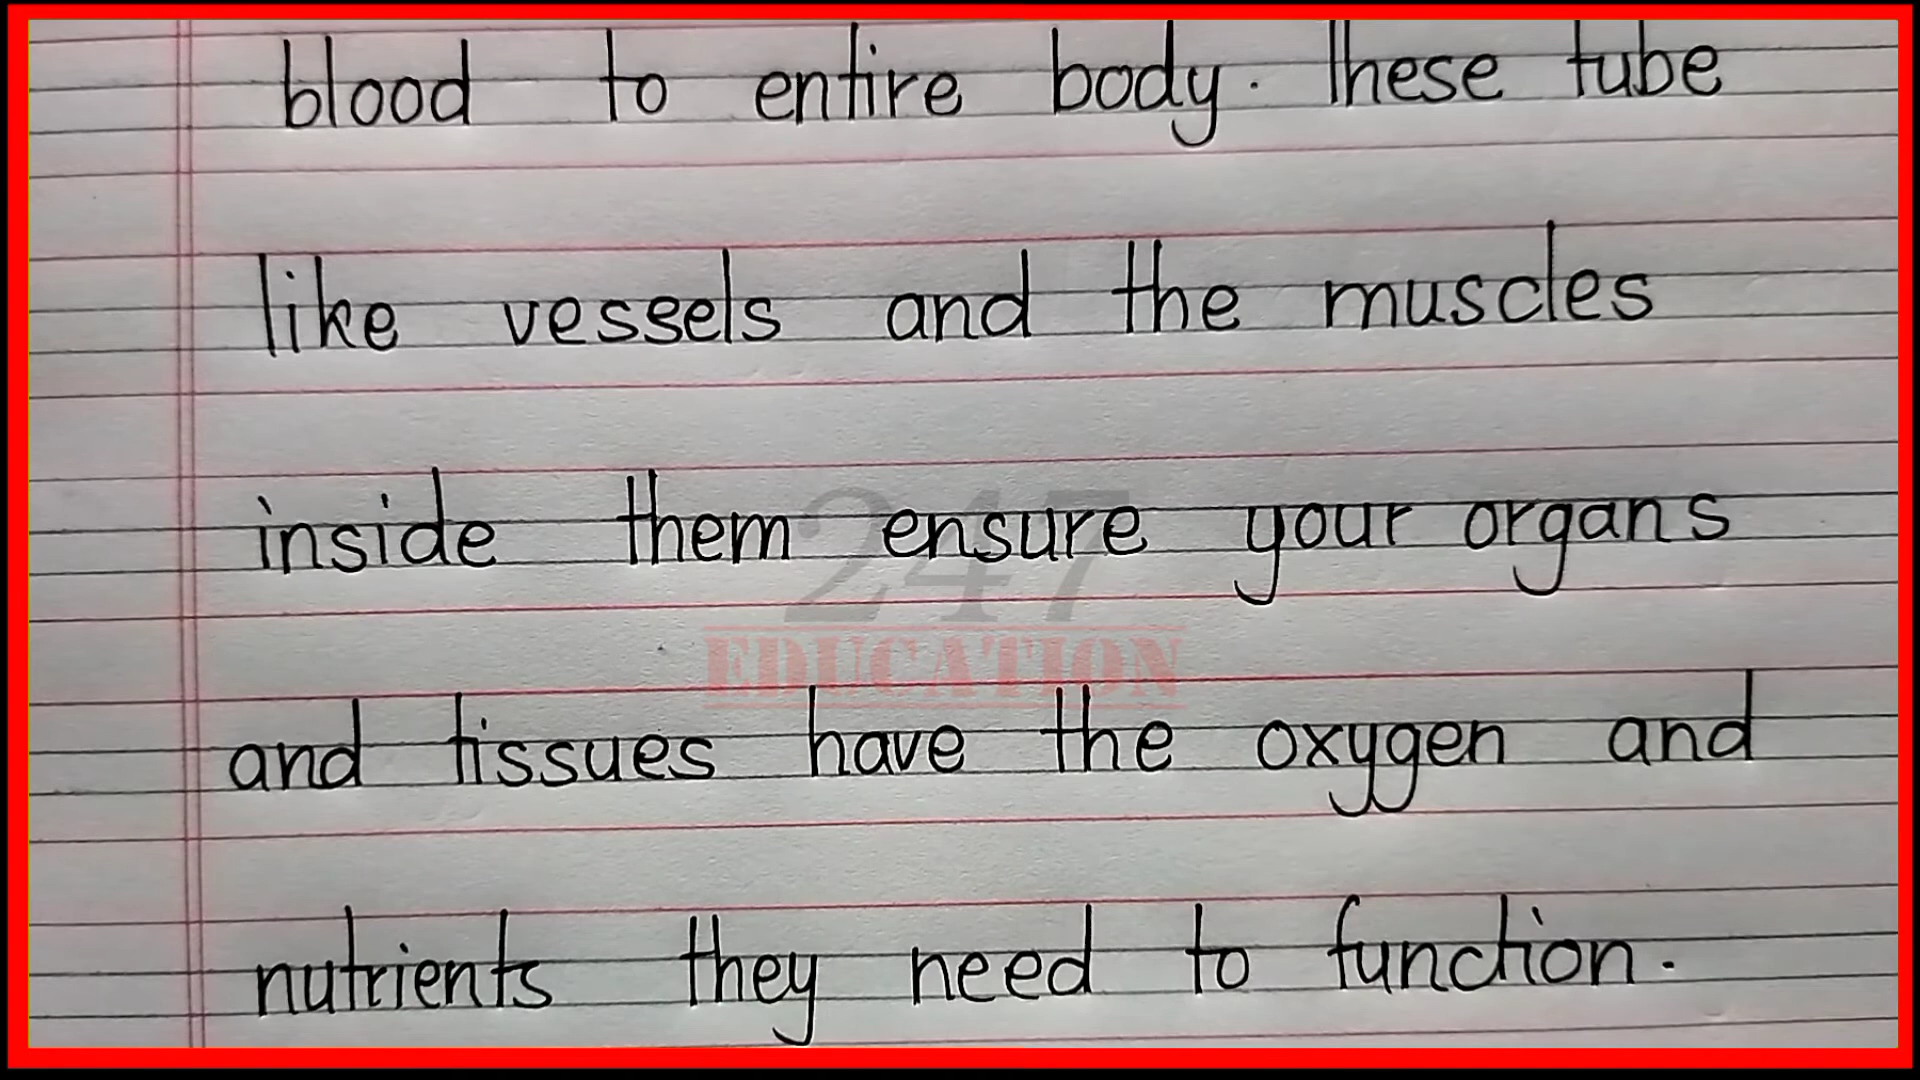 blood to entire body. These tube
like vessels and the muscles
inside them ensure your organs
247
EDUCATION
and tissues have the oxygen and
nutrients they need to function.